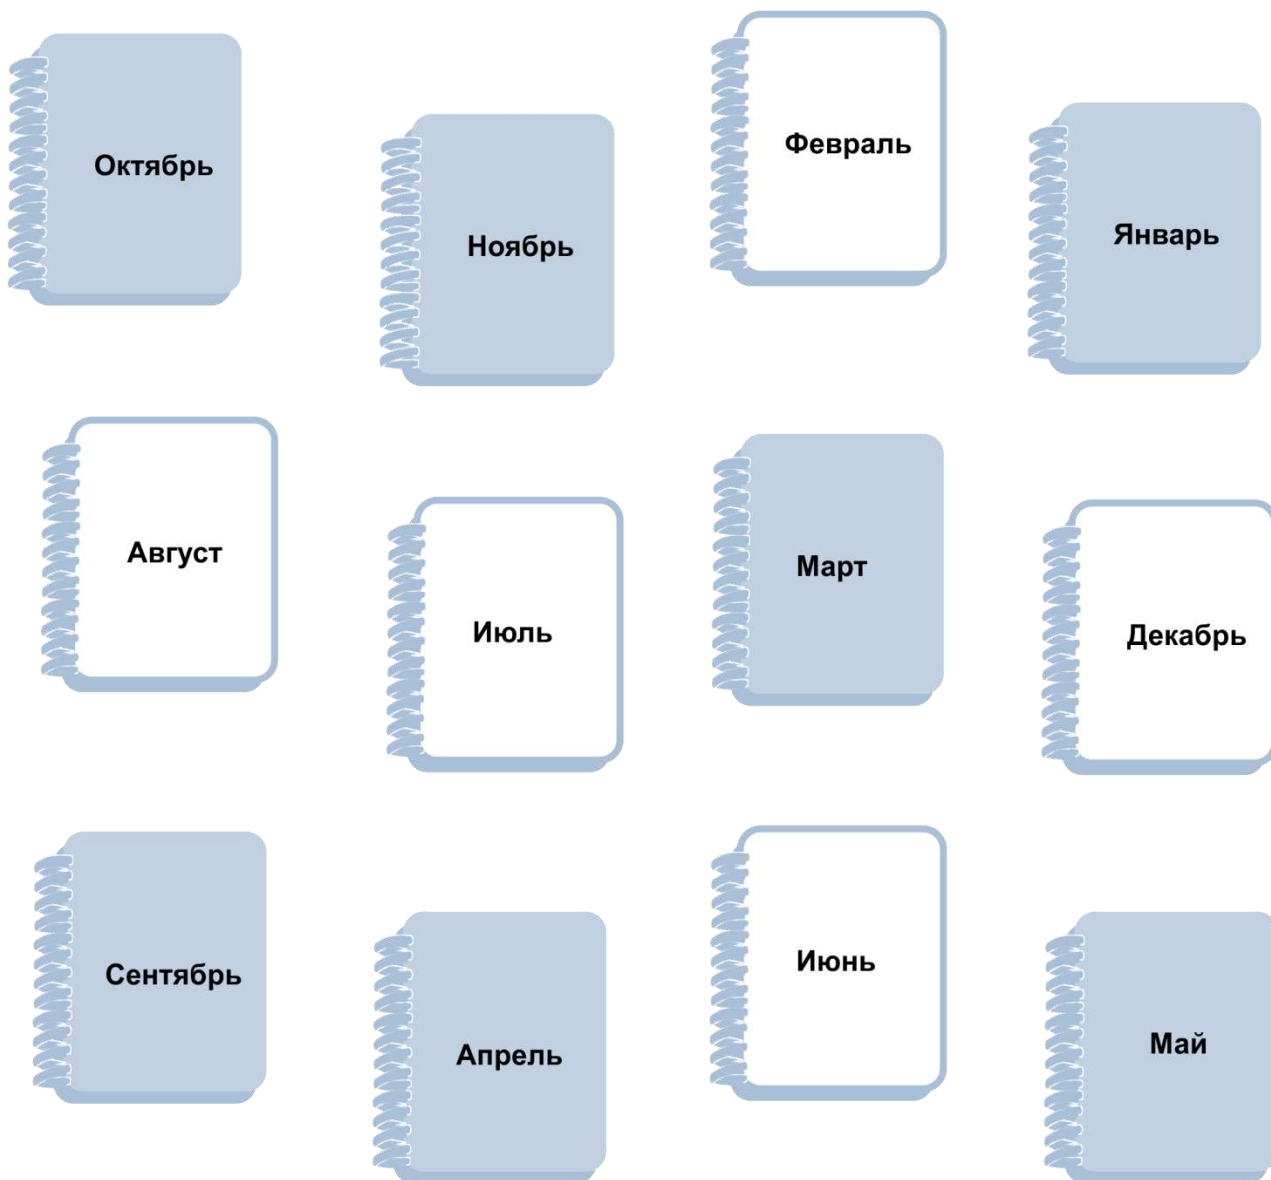 Октябрь
Ноябрь
Февраль
Январь
Август
Июль
Март
Декабрь
Сентябрь
Апрель
Июнь
Май